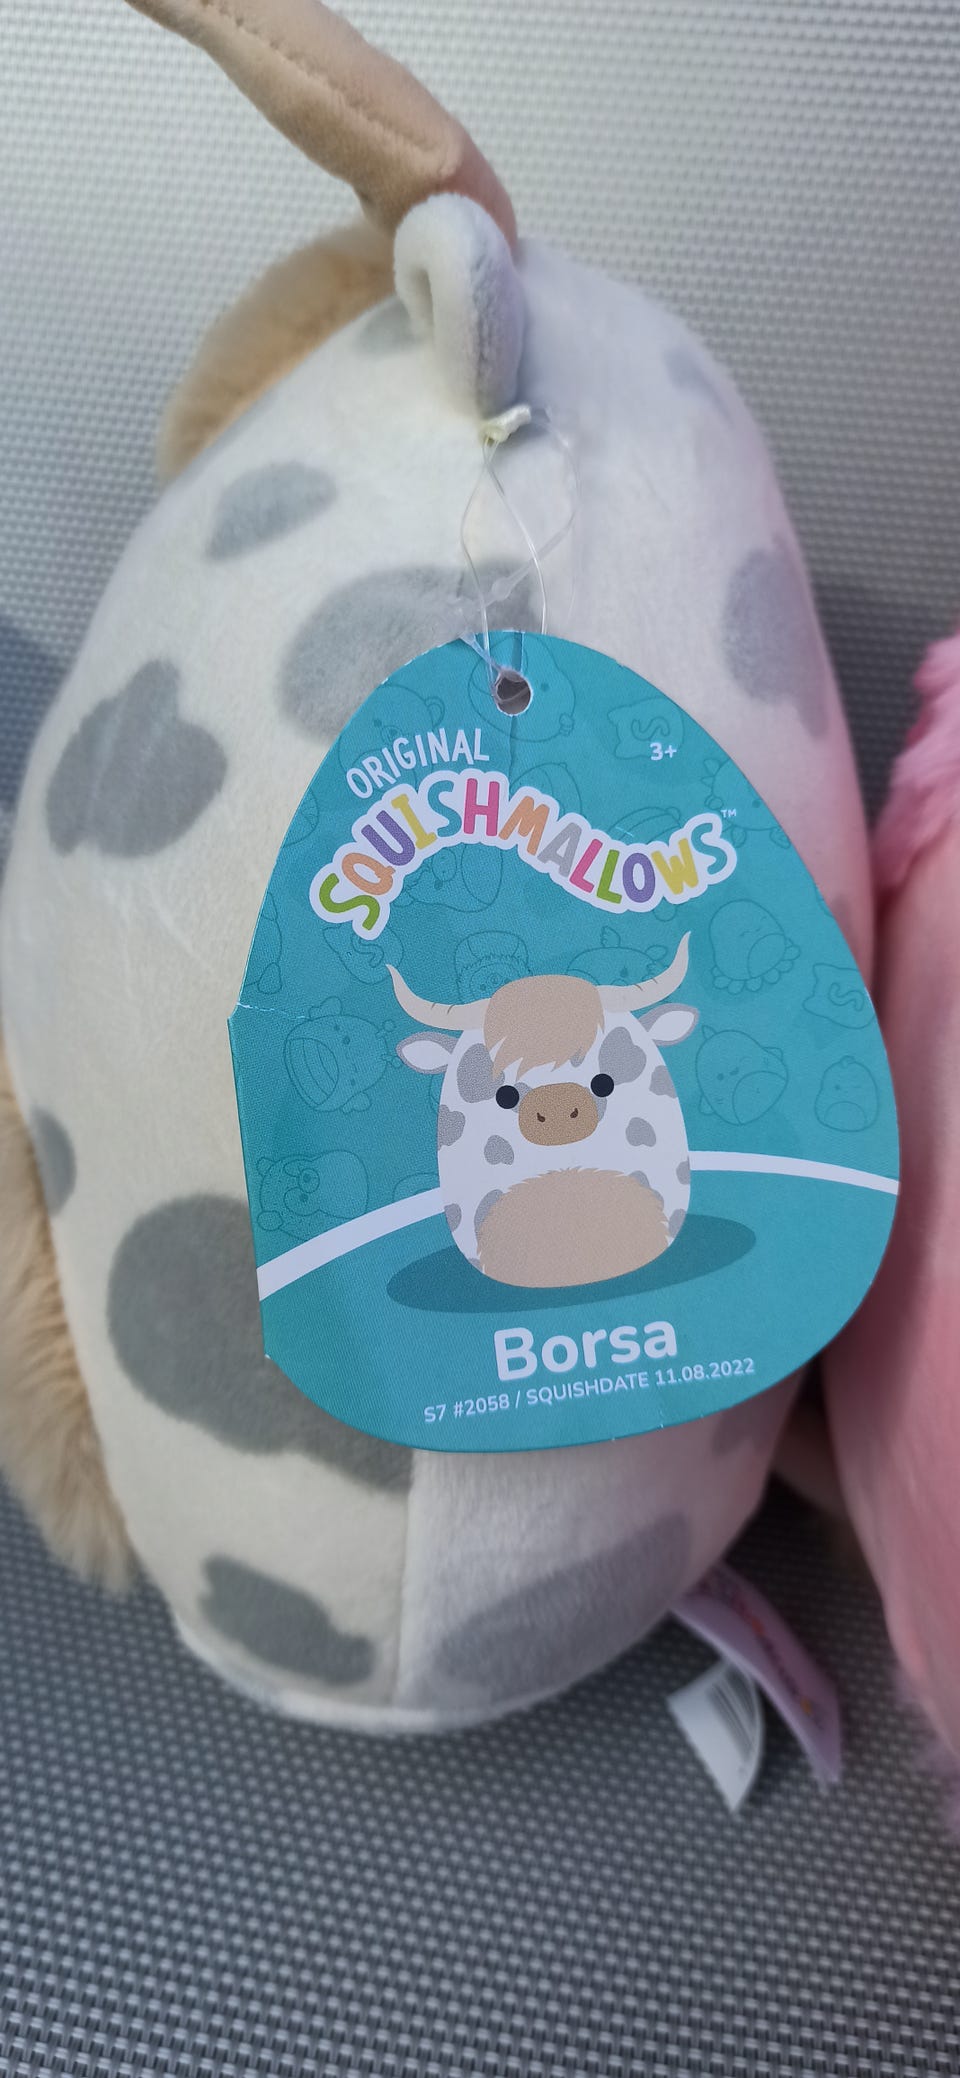 ORIGINAL
3+
SQUISHMALLOWS™
Borsa
S7 #2058 / SQUISHDATE 11.08.2022